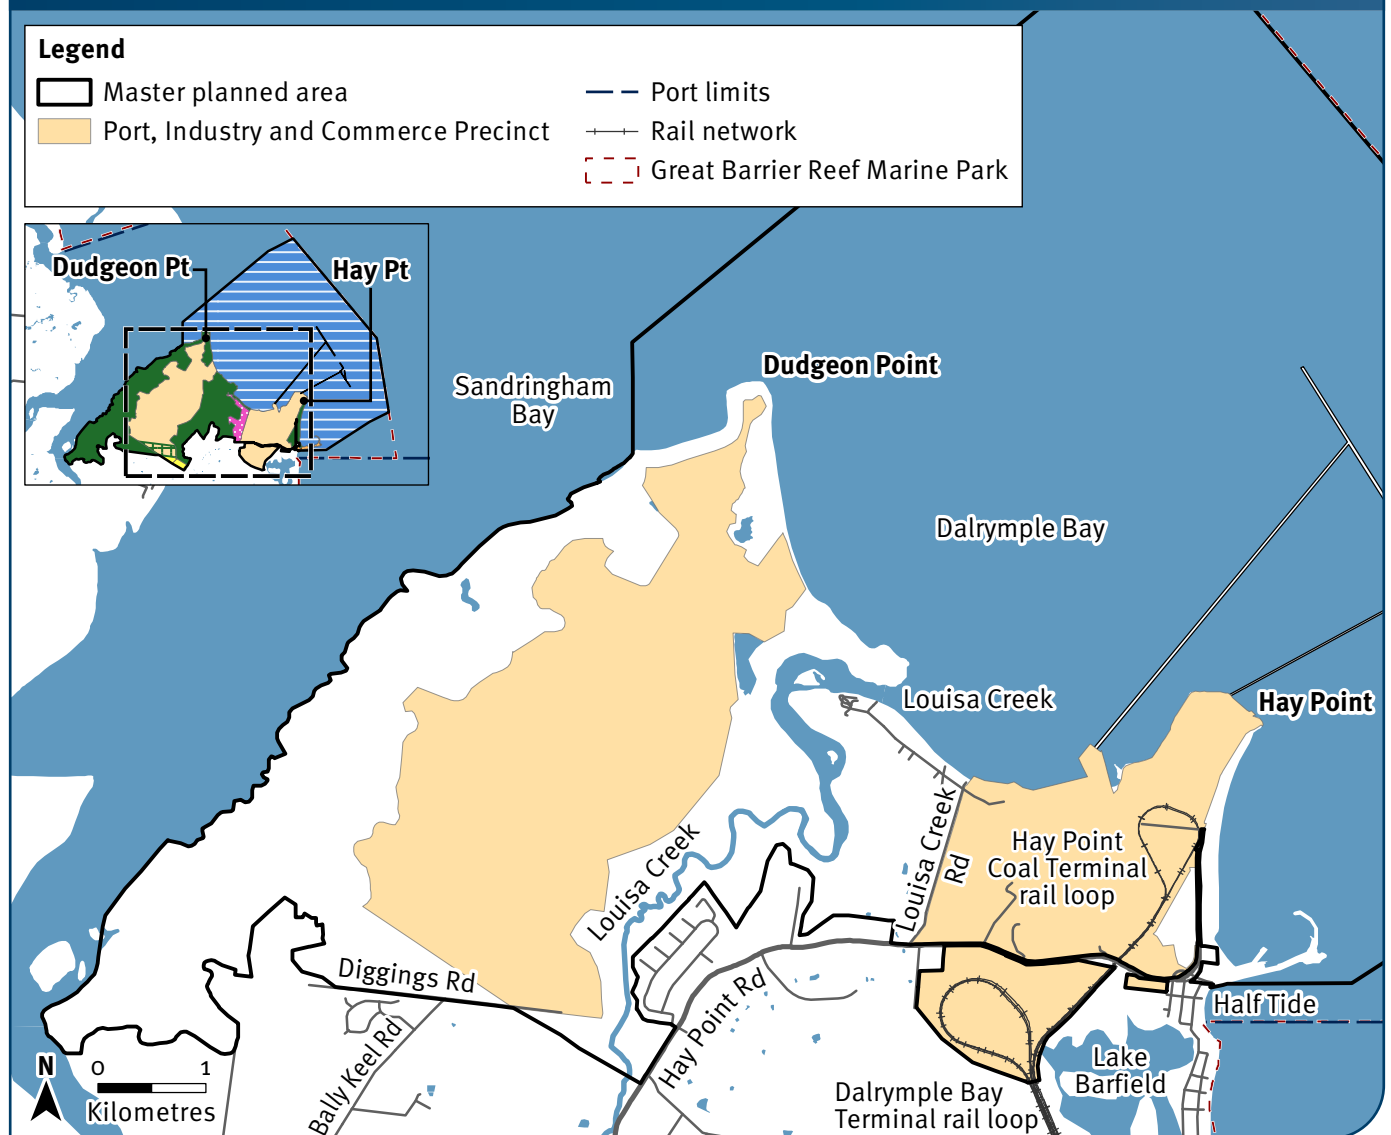 Legend
Master planned area
Port, Industry and Commerce Precinct
Port limits
Rail network
Great Barrier Reef Marine Park
Dudgeon Pt
Hay Pt
Sandringham
Bay
Dudgeon Point
Dalrymple Bay
Louisa Creek
Hay Point
Louisa Creek
Rd
Hay Point
Coal Terminal
rail loop
Louisa Creek
Diggings Rd
Hay Point Rd
Bally Keel Rd
Half Tide
Lake
Barfield
Dalrymple Bay
Terminal rail loop
N
0 1
Kilometres